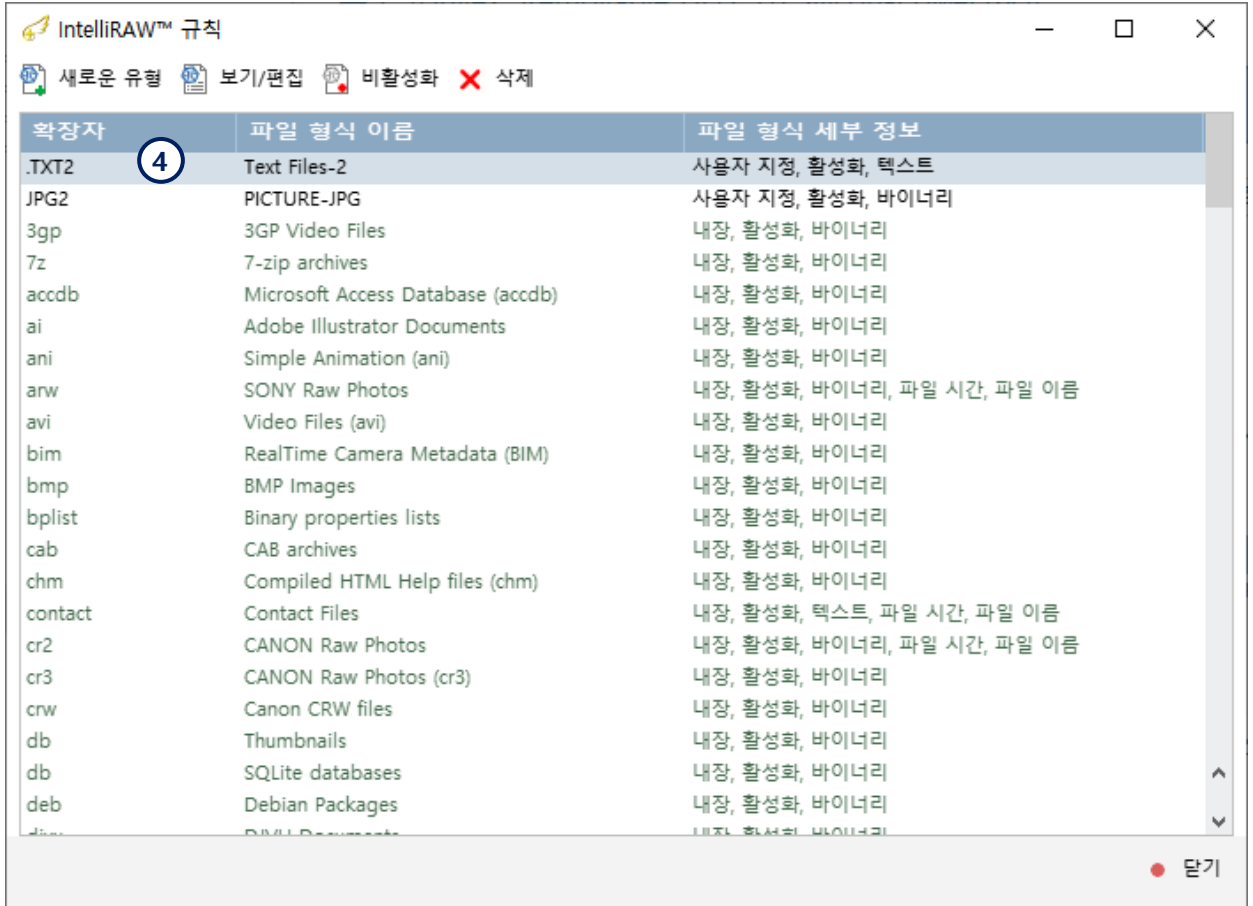 IntelliRAW™ 규칙
새로운 유형 보기/편집 비활성화 삭제
확장자 파일 형식 이름 파일 형식 세부 정보
4
.TXT2 Text Files-2 사용자 지정, 활성화, 텍스트
JPG2 PICTURE-JPG 사용자 지정, 활성화, 바이너리
3gp 3GP Video Files 내장, 활성화, 바이너리
7z 7-zip archives 내장, 활성화, 바이너리
accdb Microsoft Access Database (accdb) 내장, 활성화, 바이너리
ai Adobe Illustrator Documents 내장, 활성화, 바이너리
ani Simple Animation (ani) 내장, 활성화, 바이너리
arw SONY Raw Photos 내장, 활성화, 바이너리, 파일 시간, 파일 이름
avi Video Files (avi) 내장, 활성화, 바이너리
bim RealTime Camera Metadata (BIM) 내장, 활성화, 바이너리
bmp BMP Images 내장, 활성화, 바이너리
bplist Binary properties lists 내장, 활성화, 바이너리
cab CAB archives 내장, 활성화, 바이너리
chm Compiled HTML Help files (chm) 내장, 활성화, 바이너리
contact Contact Files 내장, 활성화, 텍스트, 파일 시간, 파일 이름
cr2 CANON Raw Photos 내장, 활성화, 바이너리, 파일 시간, 파일 이름
cr3 CANON Raw Photos (cr3) 내장, 활성화, 바이너리
crw Canon CRW files 내장, 활성화, 바이너리
db Thumbnails 내장, 활성화, 바이너리
db SQLite databases 내장, 활성화, 바이너리
deb Debian Packages 내장, 활성화, 바이너리
닫기